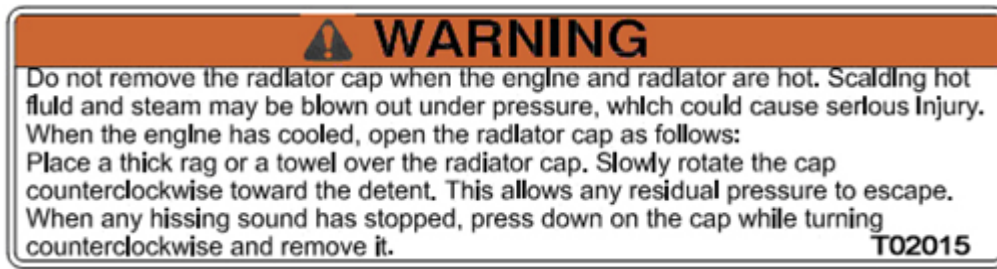 WARNING
Do not remove the radiator cap when the engine and radiator are hot. Scalding hot
fluid and steam may be blown out under pressure, which could cause serious injury.
When the engine has cooled, open the radiator cap as follows:
Place a thick rag or a towel over the radiator cap. Slowly rotate the cap
counterclockwise toward the detent. This allows any residual pressure to escape.
When any hissing sound has stopped, press down on the cap while turning
counterclockwise and remove it. T02015